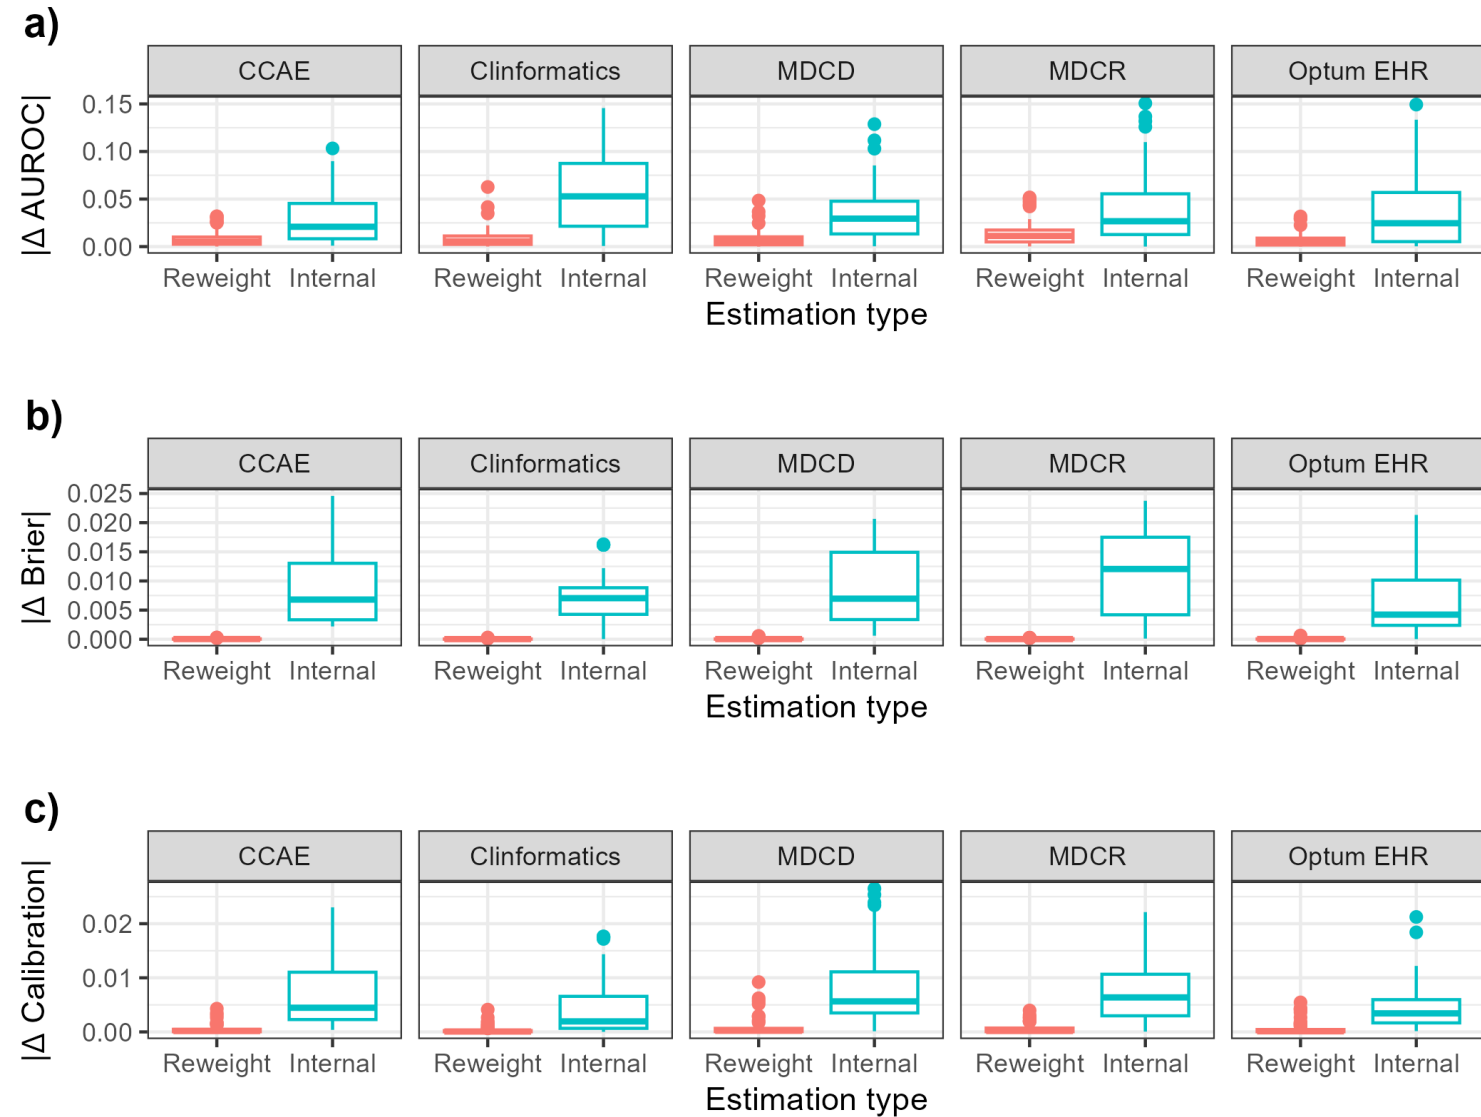 a)
CCAE Clinformatics MDCD MDCR Optum EHR
|Δ AUROC|
0.15
0.10
0.05
0.00
Reweight Internal Reweight Internal Reweight Internal Reweight Internal Reweight Internal
Estimation type
b)
CCAE Clinformatics MDCD MDCR Optum EHR
|Δ Brier|
0.025
0.020
0.015
0.010
0.005
0.000
Reweight Internal Reweight Internal Reweight Internal Reweight Internal Reweight Internal
Estimation type
c)
CCAE Clinformatics MDCD MDCR Optum EHR
|Δ Calibration|
0.02
0.01
0.00
Reweight Internal Reweight Internal Reweight Internal Reweight Internal Reweight Internal
Estimation type